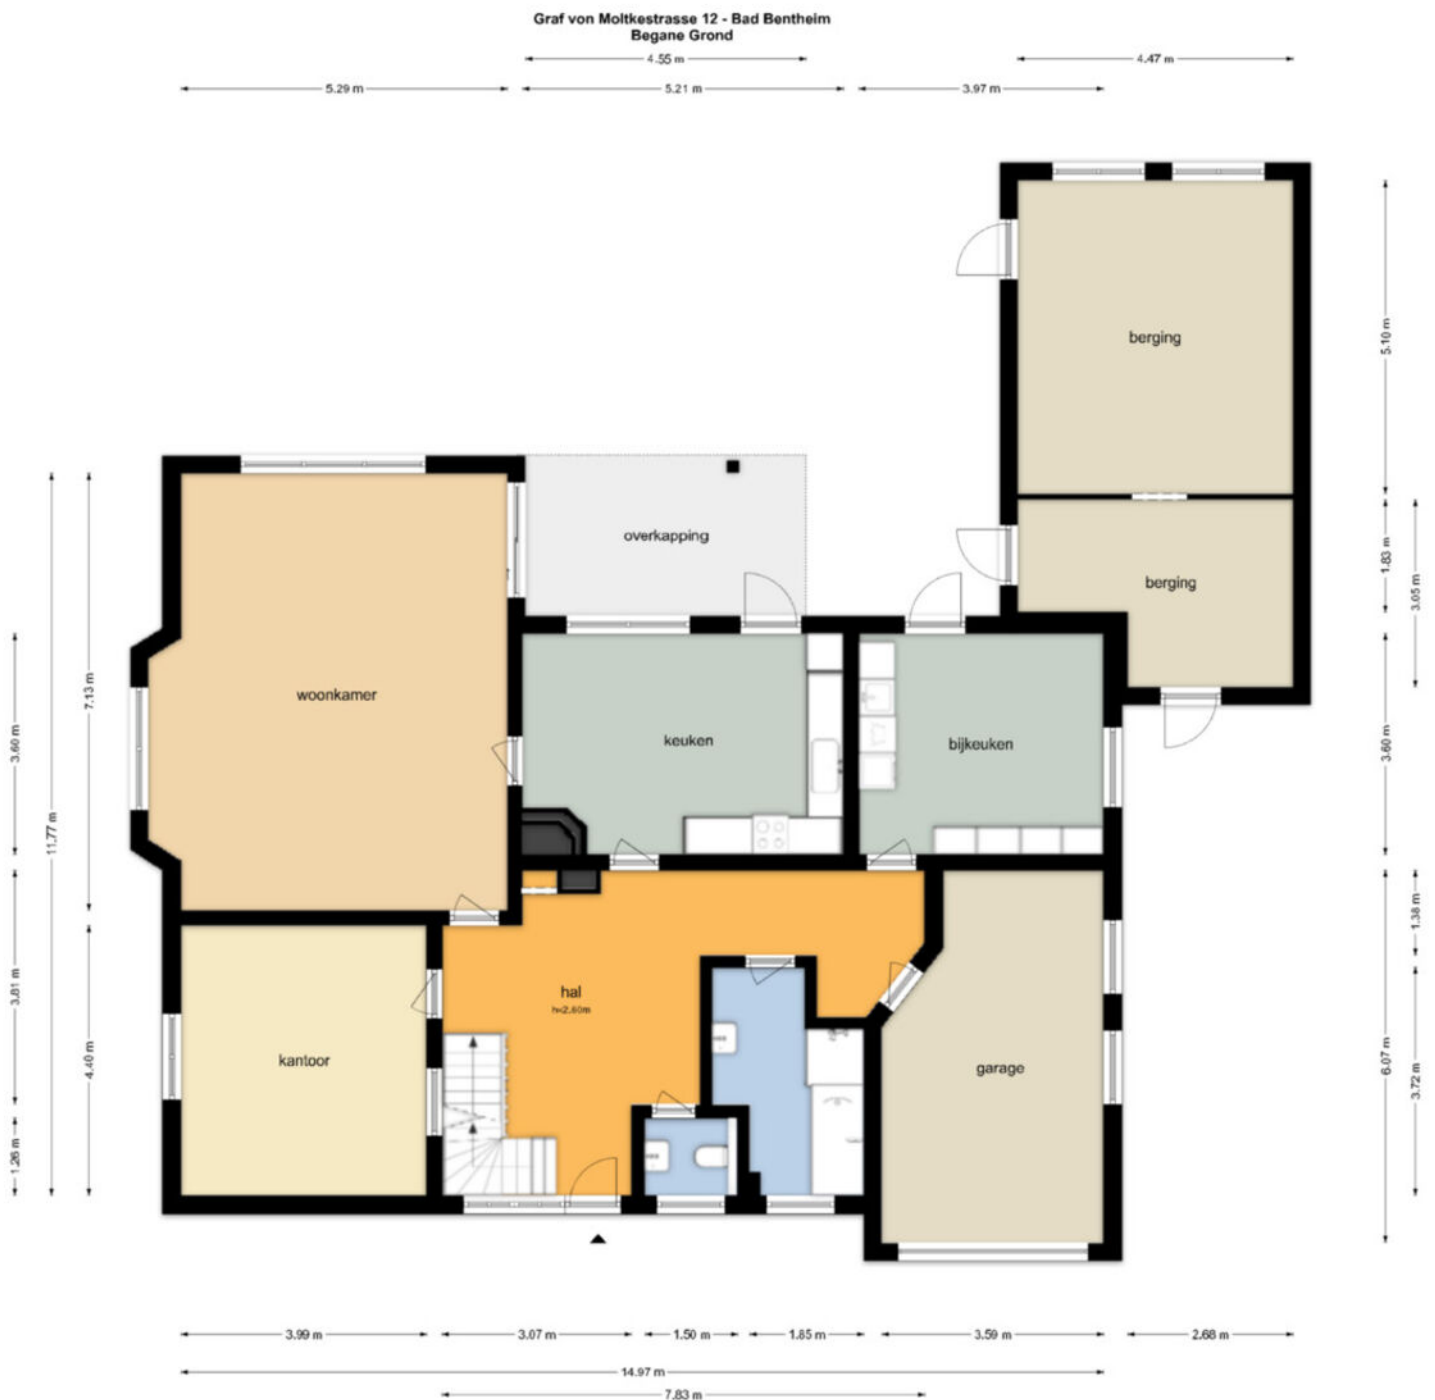 Graf von Moltkestrasse 12 - Bad Bentheim
Begane Grond
4.55 m
4.47 m
5.29 m
5.21 m
3.97 m
berging
5.10 m
overkapping
berging
1.83 m
3.05 m
woonkamer
7.13 m
keuken
bijkeuken
3.60 m
3.60 m
11.77 m
1.38 m
hal
h=2.60m
3.81 m
kantoor
4.40 m
garage
6.07 m
3.72 m
1.26 m
3.99 m
3.07 m
1.50 m
1.85 m
3.59 m
2.68 m
14.97 m
7.83 m